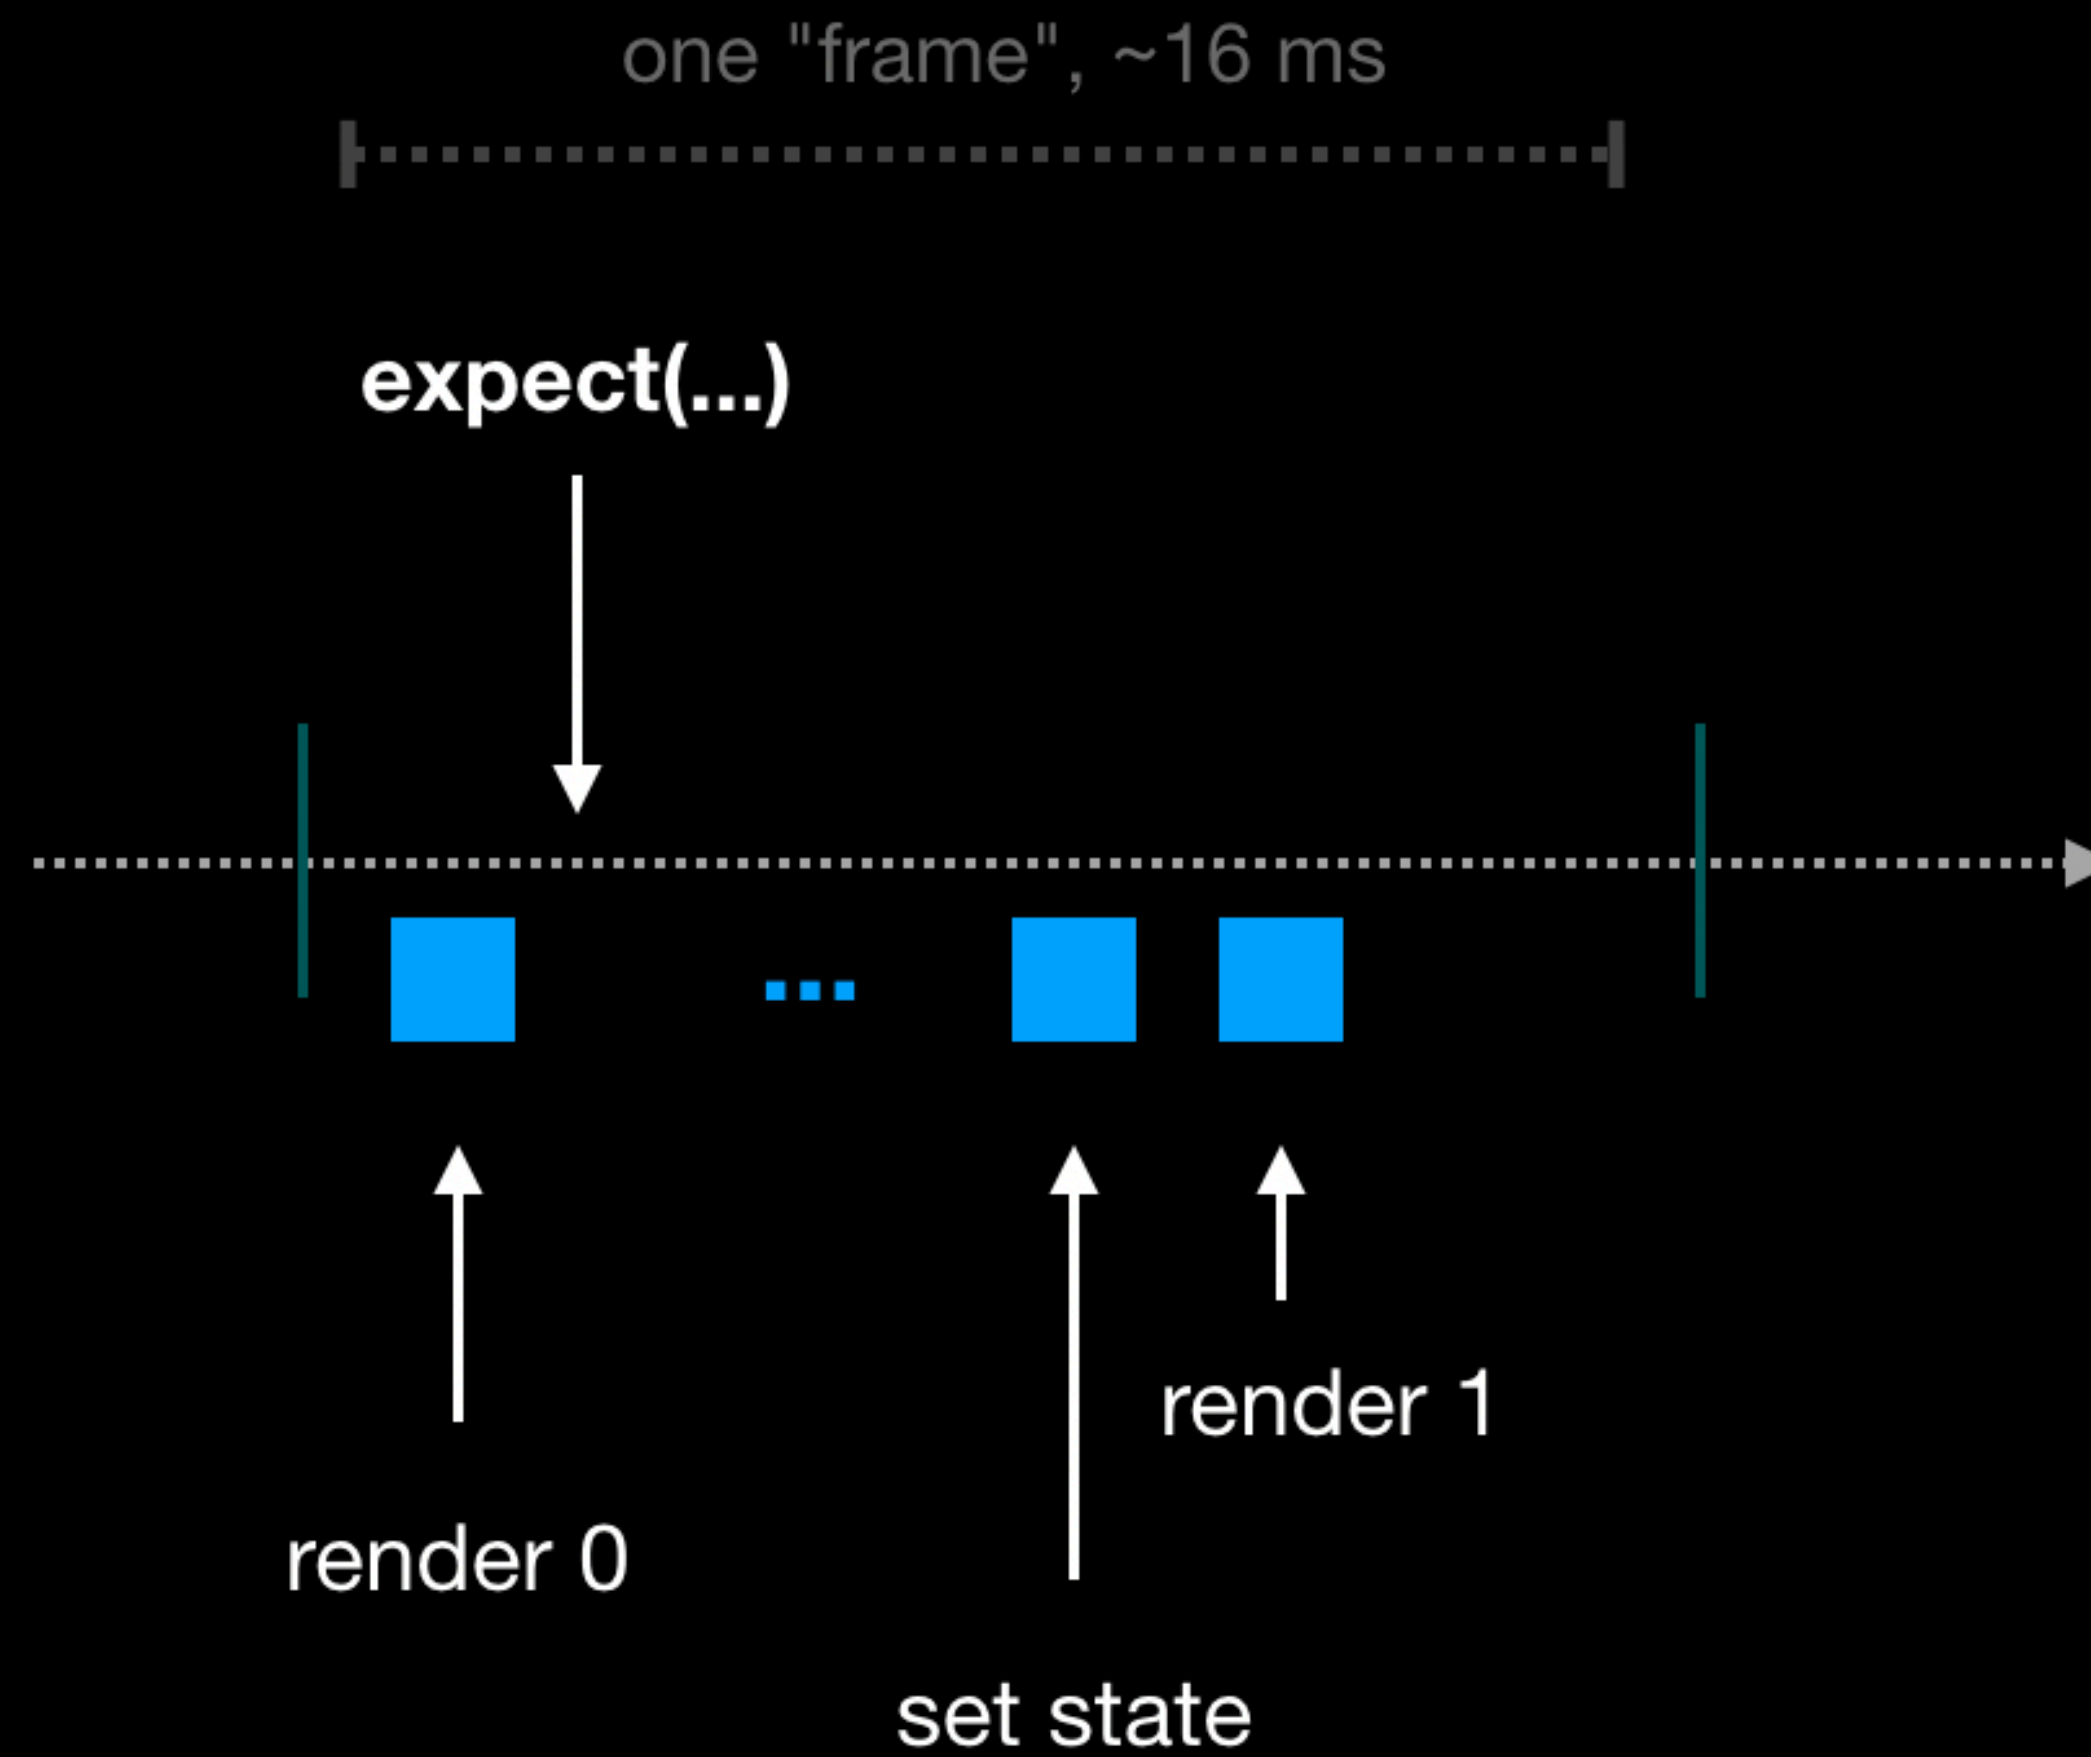 one "frame", ~16 ms
expect(...)
render 1
render 0
set state